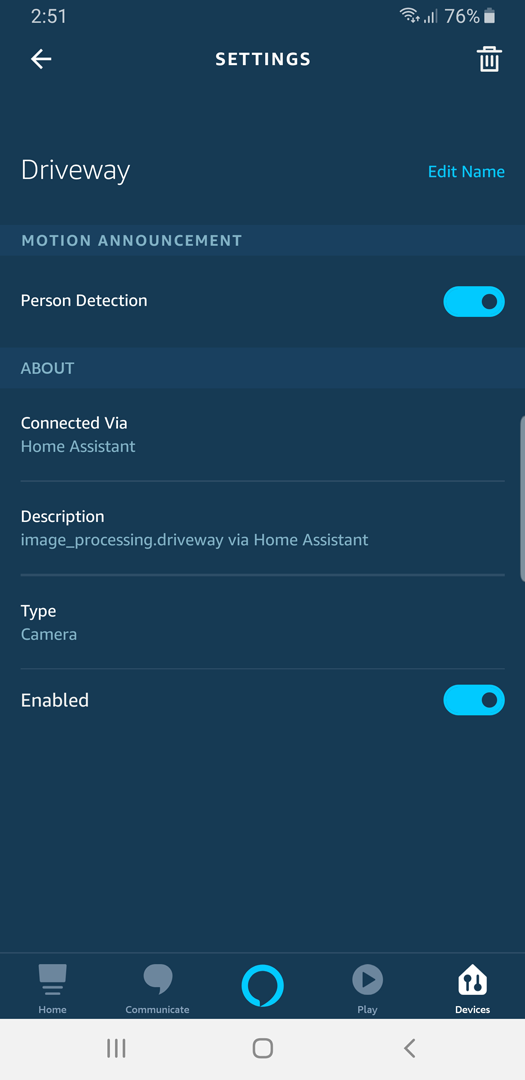 2:51
76%
SETTINGS
Driveway
Edit Name
MOTION ANNOUNCEMENT
Person Detection
ABOUT
Connected Via
Home Assistant
Description
image_processing.driveway via Home Assistant
Type
Camera
Enabled
Home
Communicate
Play
Devices